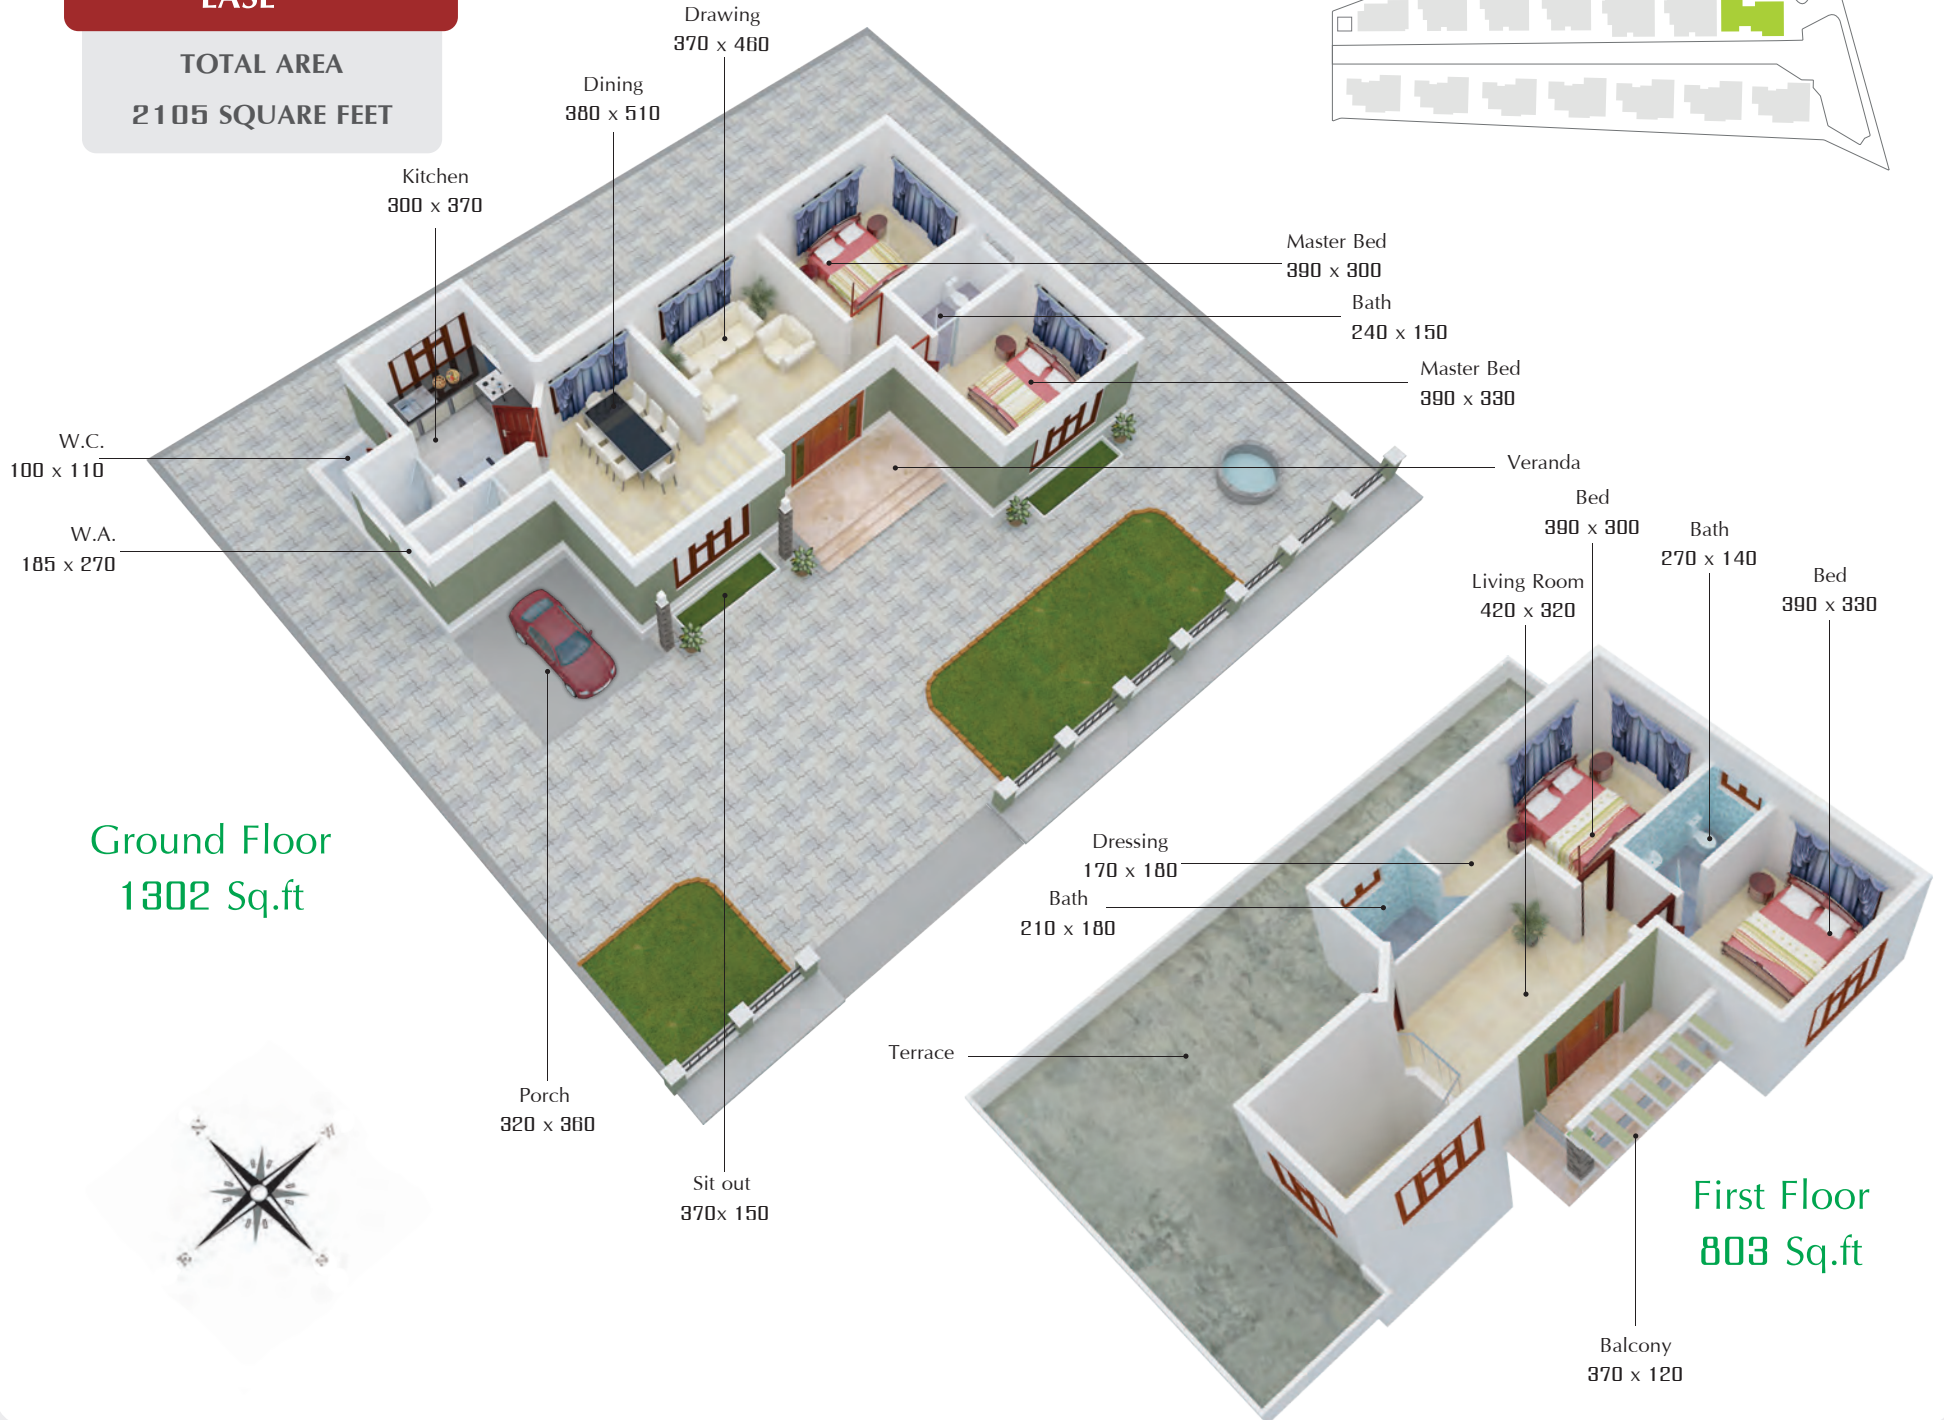 TOTAL AREA
2105 SQUARE FEET
Drawing
370 x 460
Dining
380 x 510
Kitchen
300 x 370
Master Bed
390 x 300
Bath
240 x 150
Master Bed
390 x 330
W.C.
100 x 110
Veranda
W.A.
185 x 270
Bed
390 x 300
Bath
270 x 140
Living Room
420 x 320
Bed
390 x 330
Ground Floor
1302 Sq.ft
Dressing
170 x 180
Bath
210 x 180
Terrace
Porch
320 x 360
Sit out
370x 150
First Floor
803 Sq.ft
Balcony
370 x 120